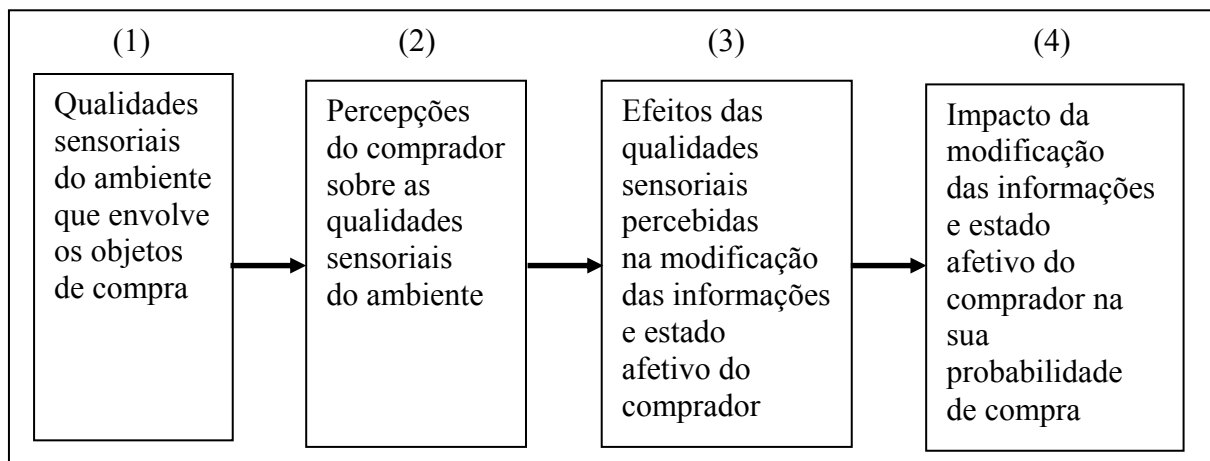 (1)
Qualidades
sensoriais
do ambiente
que envolve
os objetos
de compra
(2)
Percepções
do comprador
sobre as
qualidades
sensoriais
do ambiente
(3)
Efeitos das
qualidades
sensoriais
percebidas
na modificação
das informações
e estado
afetivo do
comprador
(4)
Impacto da
modificação
das informações
e estado
afetivo do
comprador na
sua
probabilidade
de compra